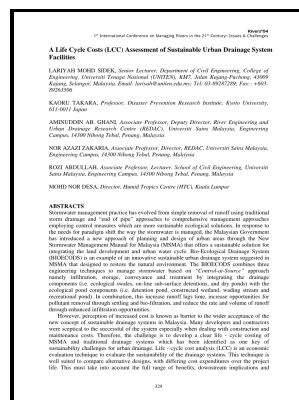 Rivers'04
1st International Conference on Managing Rivers in the 21st Century: Issues & Challenges
A Life Cycle Costs (LCC) Assessment of Sustainable Urban Drainage System
Facilities
LARIYAH MOHD SIDEK, Senior Lecturer, Department of Civil Engineering, College of
Engineering, Universiti Tenaga Nasional (UNITEN), KM7, Jalan Kajang-Puchong, 43009
Kajang, Selangor, Malaysia, Email: lariyah@uniten.edu.my; Tel: 03-89287289; Fax:- +603-
89263506
KAORU TAKARA, Professor, Disaster Prevention Research Institute, Kyoto University,
611-0011 Japan
AMINUDDIN AB. GHANI, Associate Professor, Deputy Director, River Engineering and
Urban Drainage Research Centre (REDAC), Universiti Sains Malaysia, Engineering
Campus, 14300 Nibong Tebal, Penang, Malaysia
NOR AZAZI ZAKARIA, Associate Professor, Director, REDAC, Universiti Sains Malaysia,
Engineering Campus, 14300 Nibong Tebal, Penang, Malaysia
ROZI ABDULLAH, Associate Professor, Lecturer, School of Civil Engineering, Universiti
Sains Malaysia, Engineering Campus, 14300 Nibong Tebal, Penang, Malaysia
MOHD NOR DESA, Director, Humid Tropics Centre (HTC), Kuala Lumpur
ABSTRACTS
Stormwater management practice has evolved from simple removal of runoff using traditional
storm drainage and "end of pipe" approaches to comprehensive management approaches
employing control measures which are more sustainable ecological solutions. In response to
the needs for paradigm shift the way the stormwater is managed, the Malaysian Government
has introduced a new approach of planning and design of urban areas through the New
Stormwater Management Manual for Malaysia (MSMA) that offers a sustainable solution for
integrating the land development and urban water cycle. Bio-Ecological Drainage System
(BIOECODS) is an example of an innovative sustainable urban drainage system suggested in
MSMA that designed to restore the natural environment. The BIOECODS combines three
engineering techniques to manage stormwater based on "Control-at-Source" approach
namely infiltration, storage, conveyance and treatment by integrating the drainage
components (i.e. ecological swales, on-line sub-surface detentions, and dry ponds) with the
ecological pond components (i.e. detention pond, constructed wetland, wading stream and
recreational pond). In combination, this increase runoff lag time, increase opportunities for
pollutant removal through settling and bio-filtration, and reduce the rate and volume of runoff through
enhanced infiltration opportunities.
However, perception of increased cost is known as barrier to the wider acceptance of the
new concept of sustainable drainage systems in Malaysia. Many developers and contractors
were sceptical to the successful of the system especially when dealing with construction and
maintenance costs. Therefore, the challenge is to develop a clear life - cycle costing
of MSMA and traditional drainage systems which has been identified as one key of
sustainability challenges for urban drainage. Life - cycle cost analysis (LCC) is an economic
evaluation technique to evaluate the sustainability of the drainage systems. This technique is
well suited to compare alternative designs, with differing cost expenditures over the project
life. This must take into account the full range of benefits, downstream implications and
329